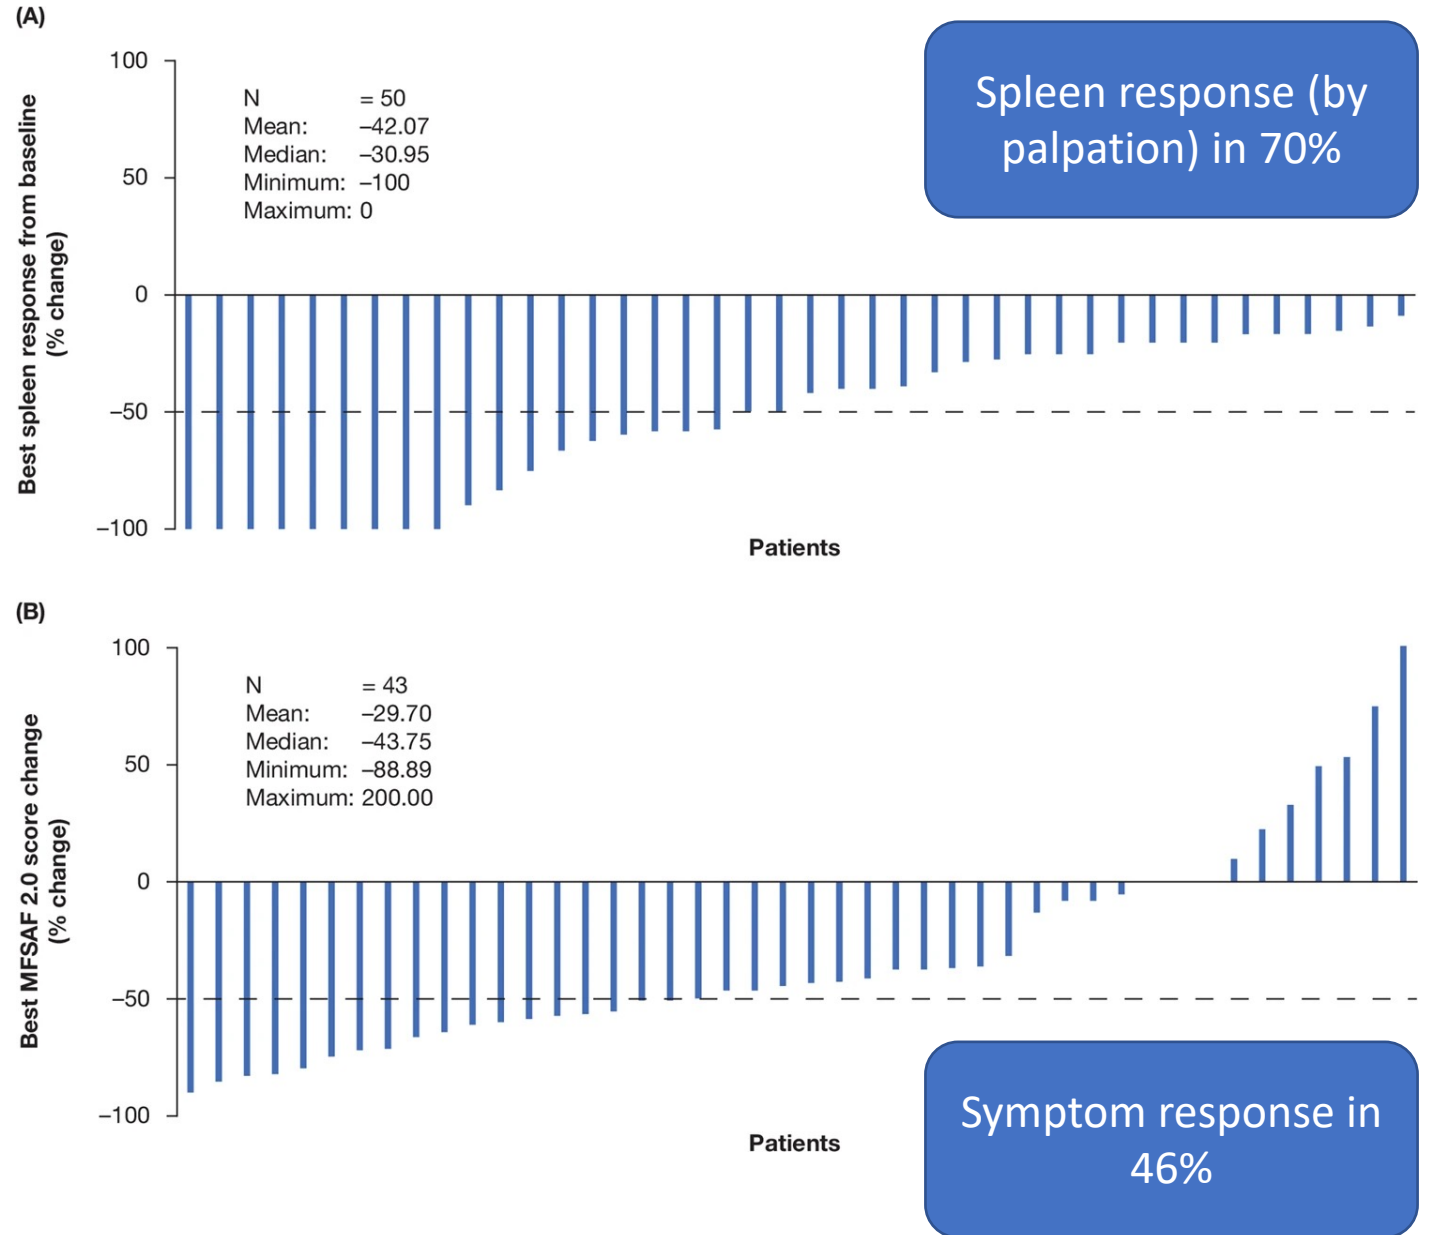 (A)
Spleen response (by
palpation) in 70%
Best spleen response from baseline
(% change)
100
50
0
–50
–100
N = 50
Mean: –42.07
Median: –30.95
Minimum: –100
Maximum: 0
Patients
(B)
Best MFSAF 2.0 score change
(% change)
100
50
0
–50
–100
N = 43
Mean: –29.70
Median: –43.75
Minimum: –88.89
Maximum: 200.00
Patients
Symptom response in
46%